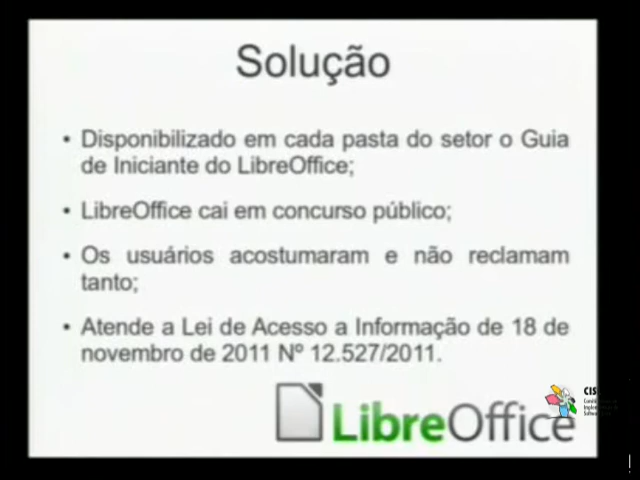 Solução
• Disponibilizado em cada pasta do setor o Guia
de Iniciante do LibreOffice;
• LibreOffice cai em concurso público;
• Os usuários acostumaram e não reclamam
tanto;
• Atende a Lei de Acesso a Informação de 18 de
novembro de 2011 Nº 12.527/2011.
LibreOffice